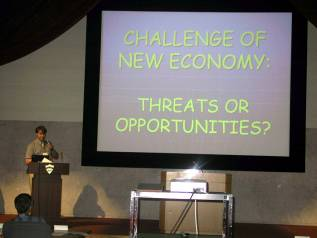 CHALLENGE OF
NEW ECONOMY:
THREATS OR
OPPORTUNITIES?